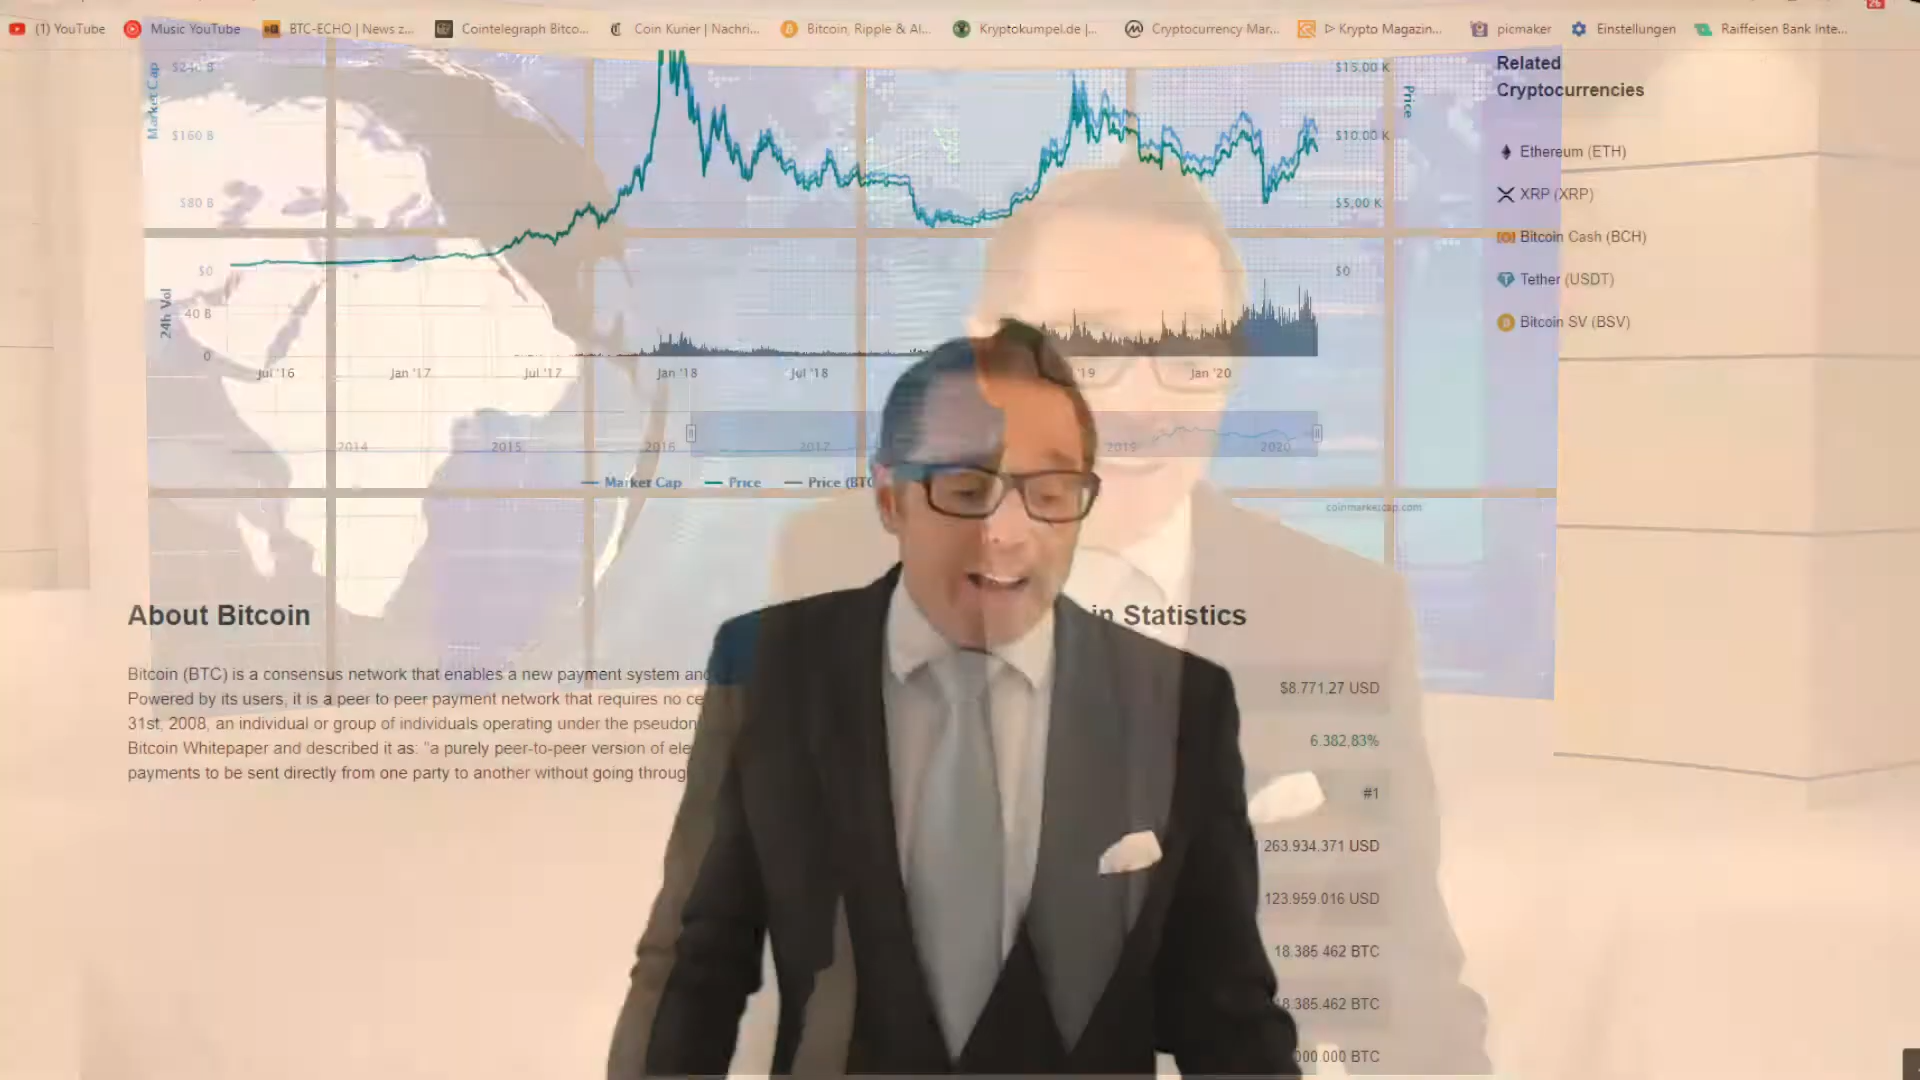 26
(1) YouTube
Music YouTube
BTC-ECHO | News z...
Cointelegraph Bitco...
Coin Kurier | Nachri...
Bitcoin, Ripple & Al...
Kryptokumpel.de |...
Cryptocurrency Mar...
▷ Krypto Magazin...
picmaker
Einstellungen
Raiffeisen Bank Inte...
Market Cap
$160 B
$80 B
$0
24h Vol
40 B
0
$15.00 K
$10.00 K
$5.00 K
$0
Price
Jul '16
Jan '17
Jul '17
Jan '18
Jul '18
'19
Jan '20
2014
2015
2016
2017
2019
2020
Market Cap
Price
Price (BTC
coinmarketcap.com
Related
Cryptocurrencies
Ethereum (ETH)
XRP (XRP)
Bitcoin Cash (BCH)
Tether (USDT)
Bitcoin SV (BSV)
About Bitcoin
Bitcoin (BTC) is a consensus network that enables a new payment system and
Powered by its users, it is a peer to peer payment network that requires no ce
31st, 2008, an individual or group of individuals operating under the pseudon
Bitcoin Whitepaper and described it as: "a purely peer-to-peer version of ele
payments to be sent directly from one party to another without going throug
in Statistics
$8.771,27 USD
6.382,83%
#1
263.934.371 USD
123.959.016 USD
18.385.462 BTC
18.385.462 BTC
000.000 BTC